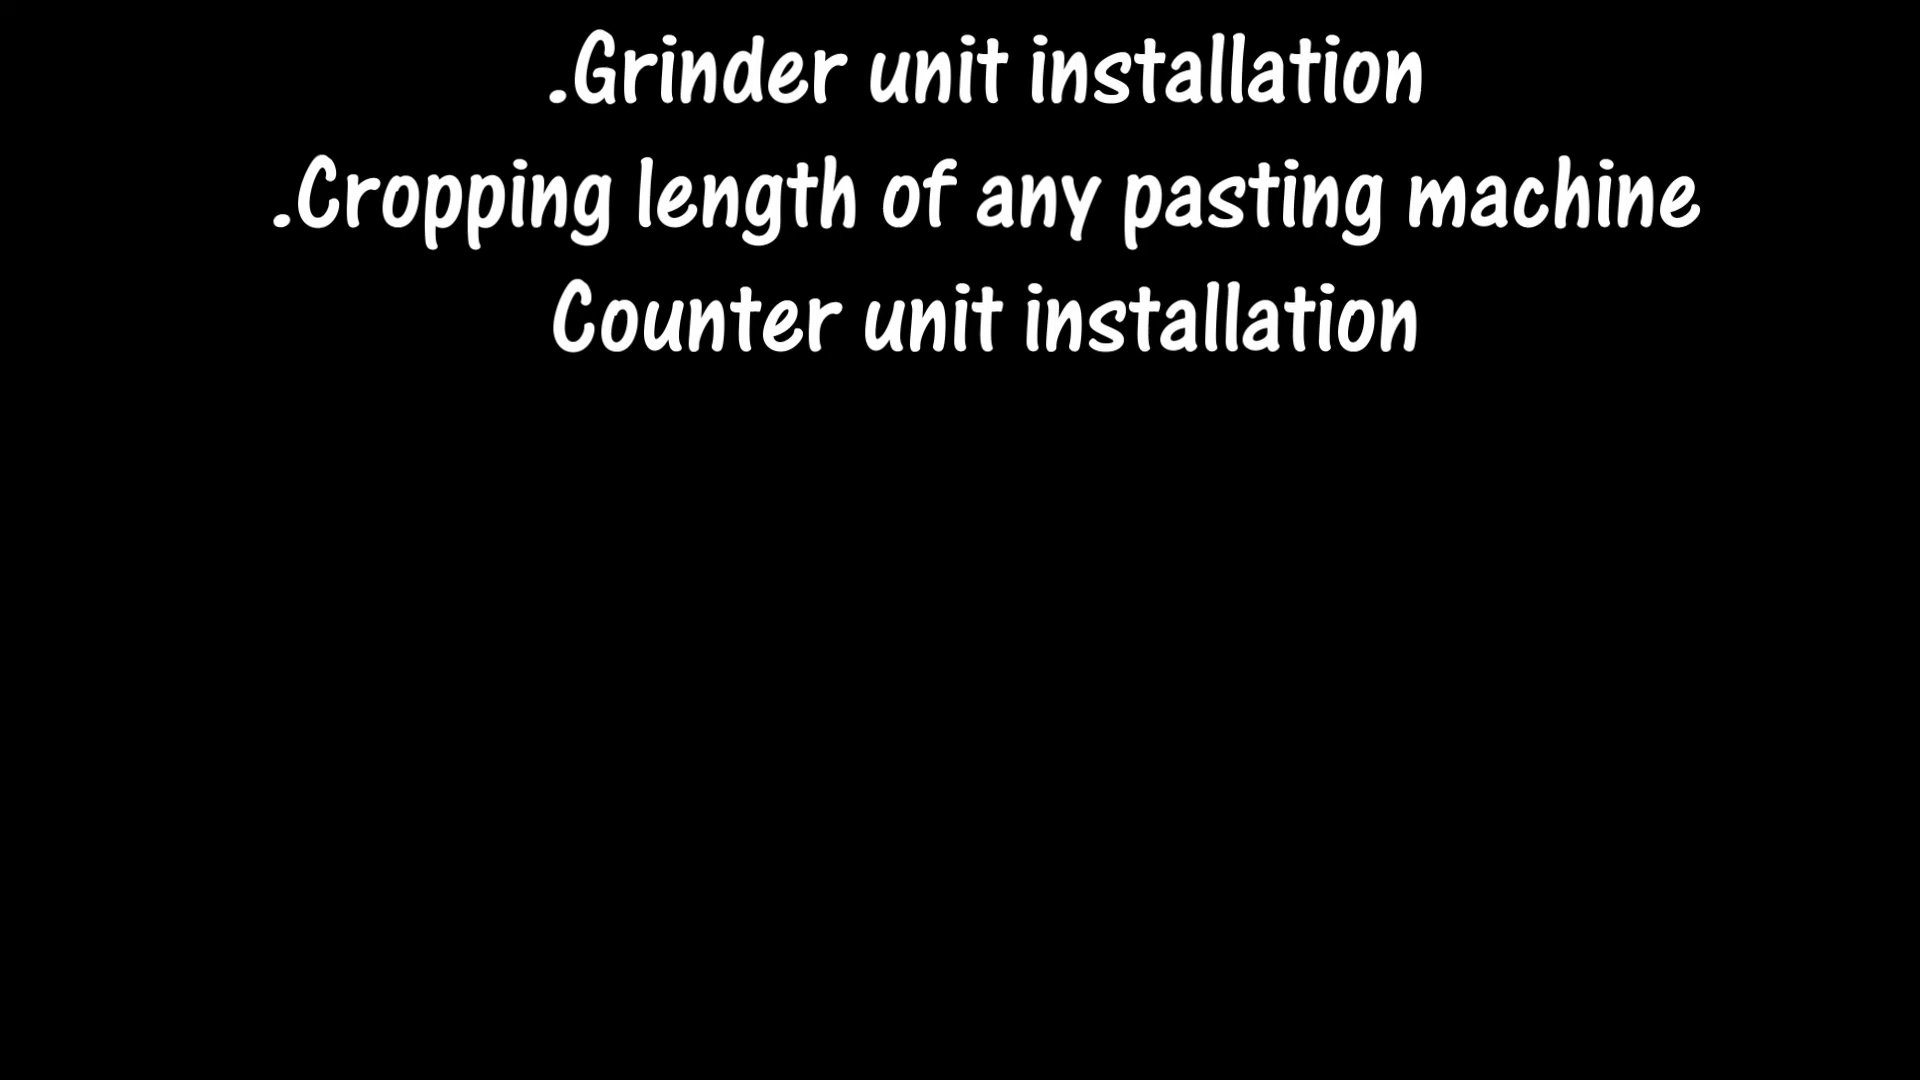 .Grinder unit installation
.Cropping length of any pasting machine
Counter unit installation